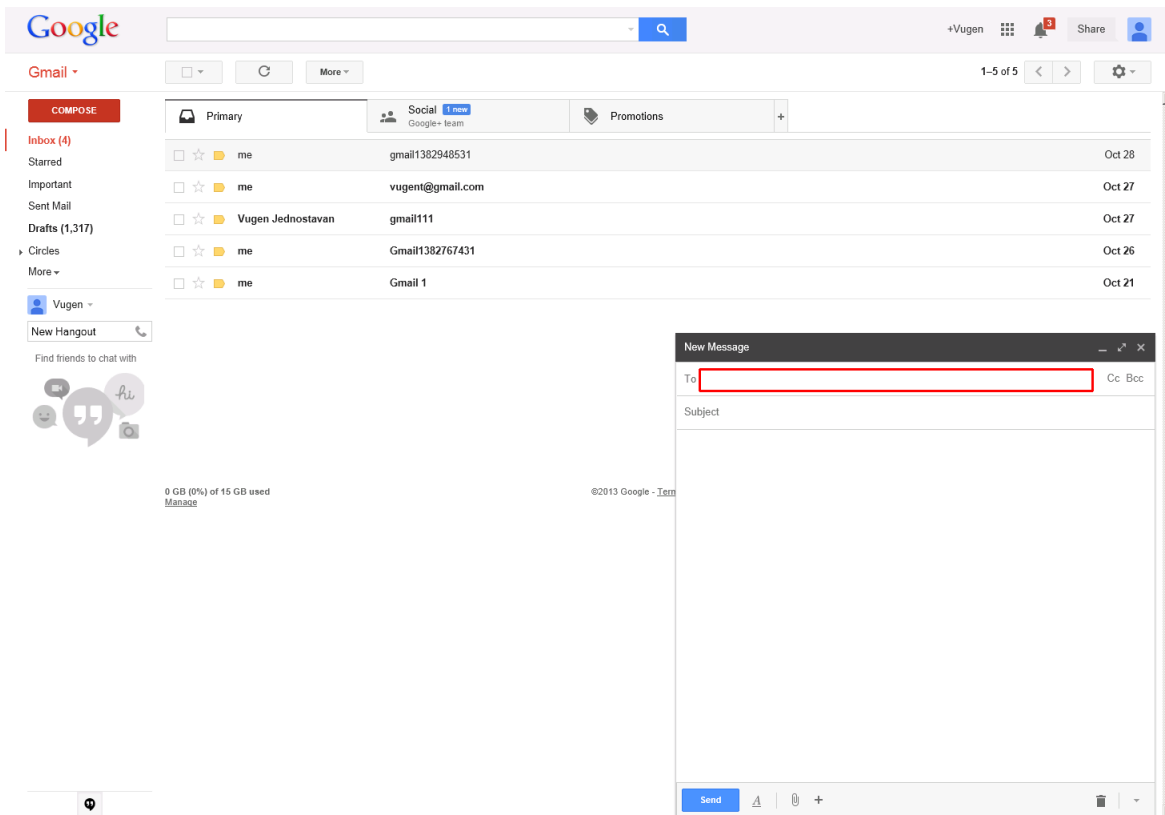 Google
+Vugen
3
Share
Gmail
More
1–5 of 5
COMPOSE
Inbox (4)
Starred
Important
Sent Mail
Drafts (1,317)
Circles
More
Vugen
New Hangout
Find friends to chat with
hi
Primary
Social 1 new
Google+ team
Promotions
+
me gmail1382948531 Oct 28
me vugent@gmail.com Oct 27
Vugen Jednostavan gmail111 Oct 27
me Gmail1382767431 Oct 26
me Gmail 1 Oct 21
0 GB (0%) of 15 GB used
Manage
©2013 Google - Term
New Message
To Cc Bcc
Subject
Send A +